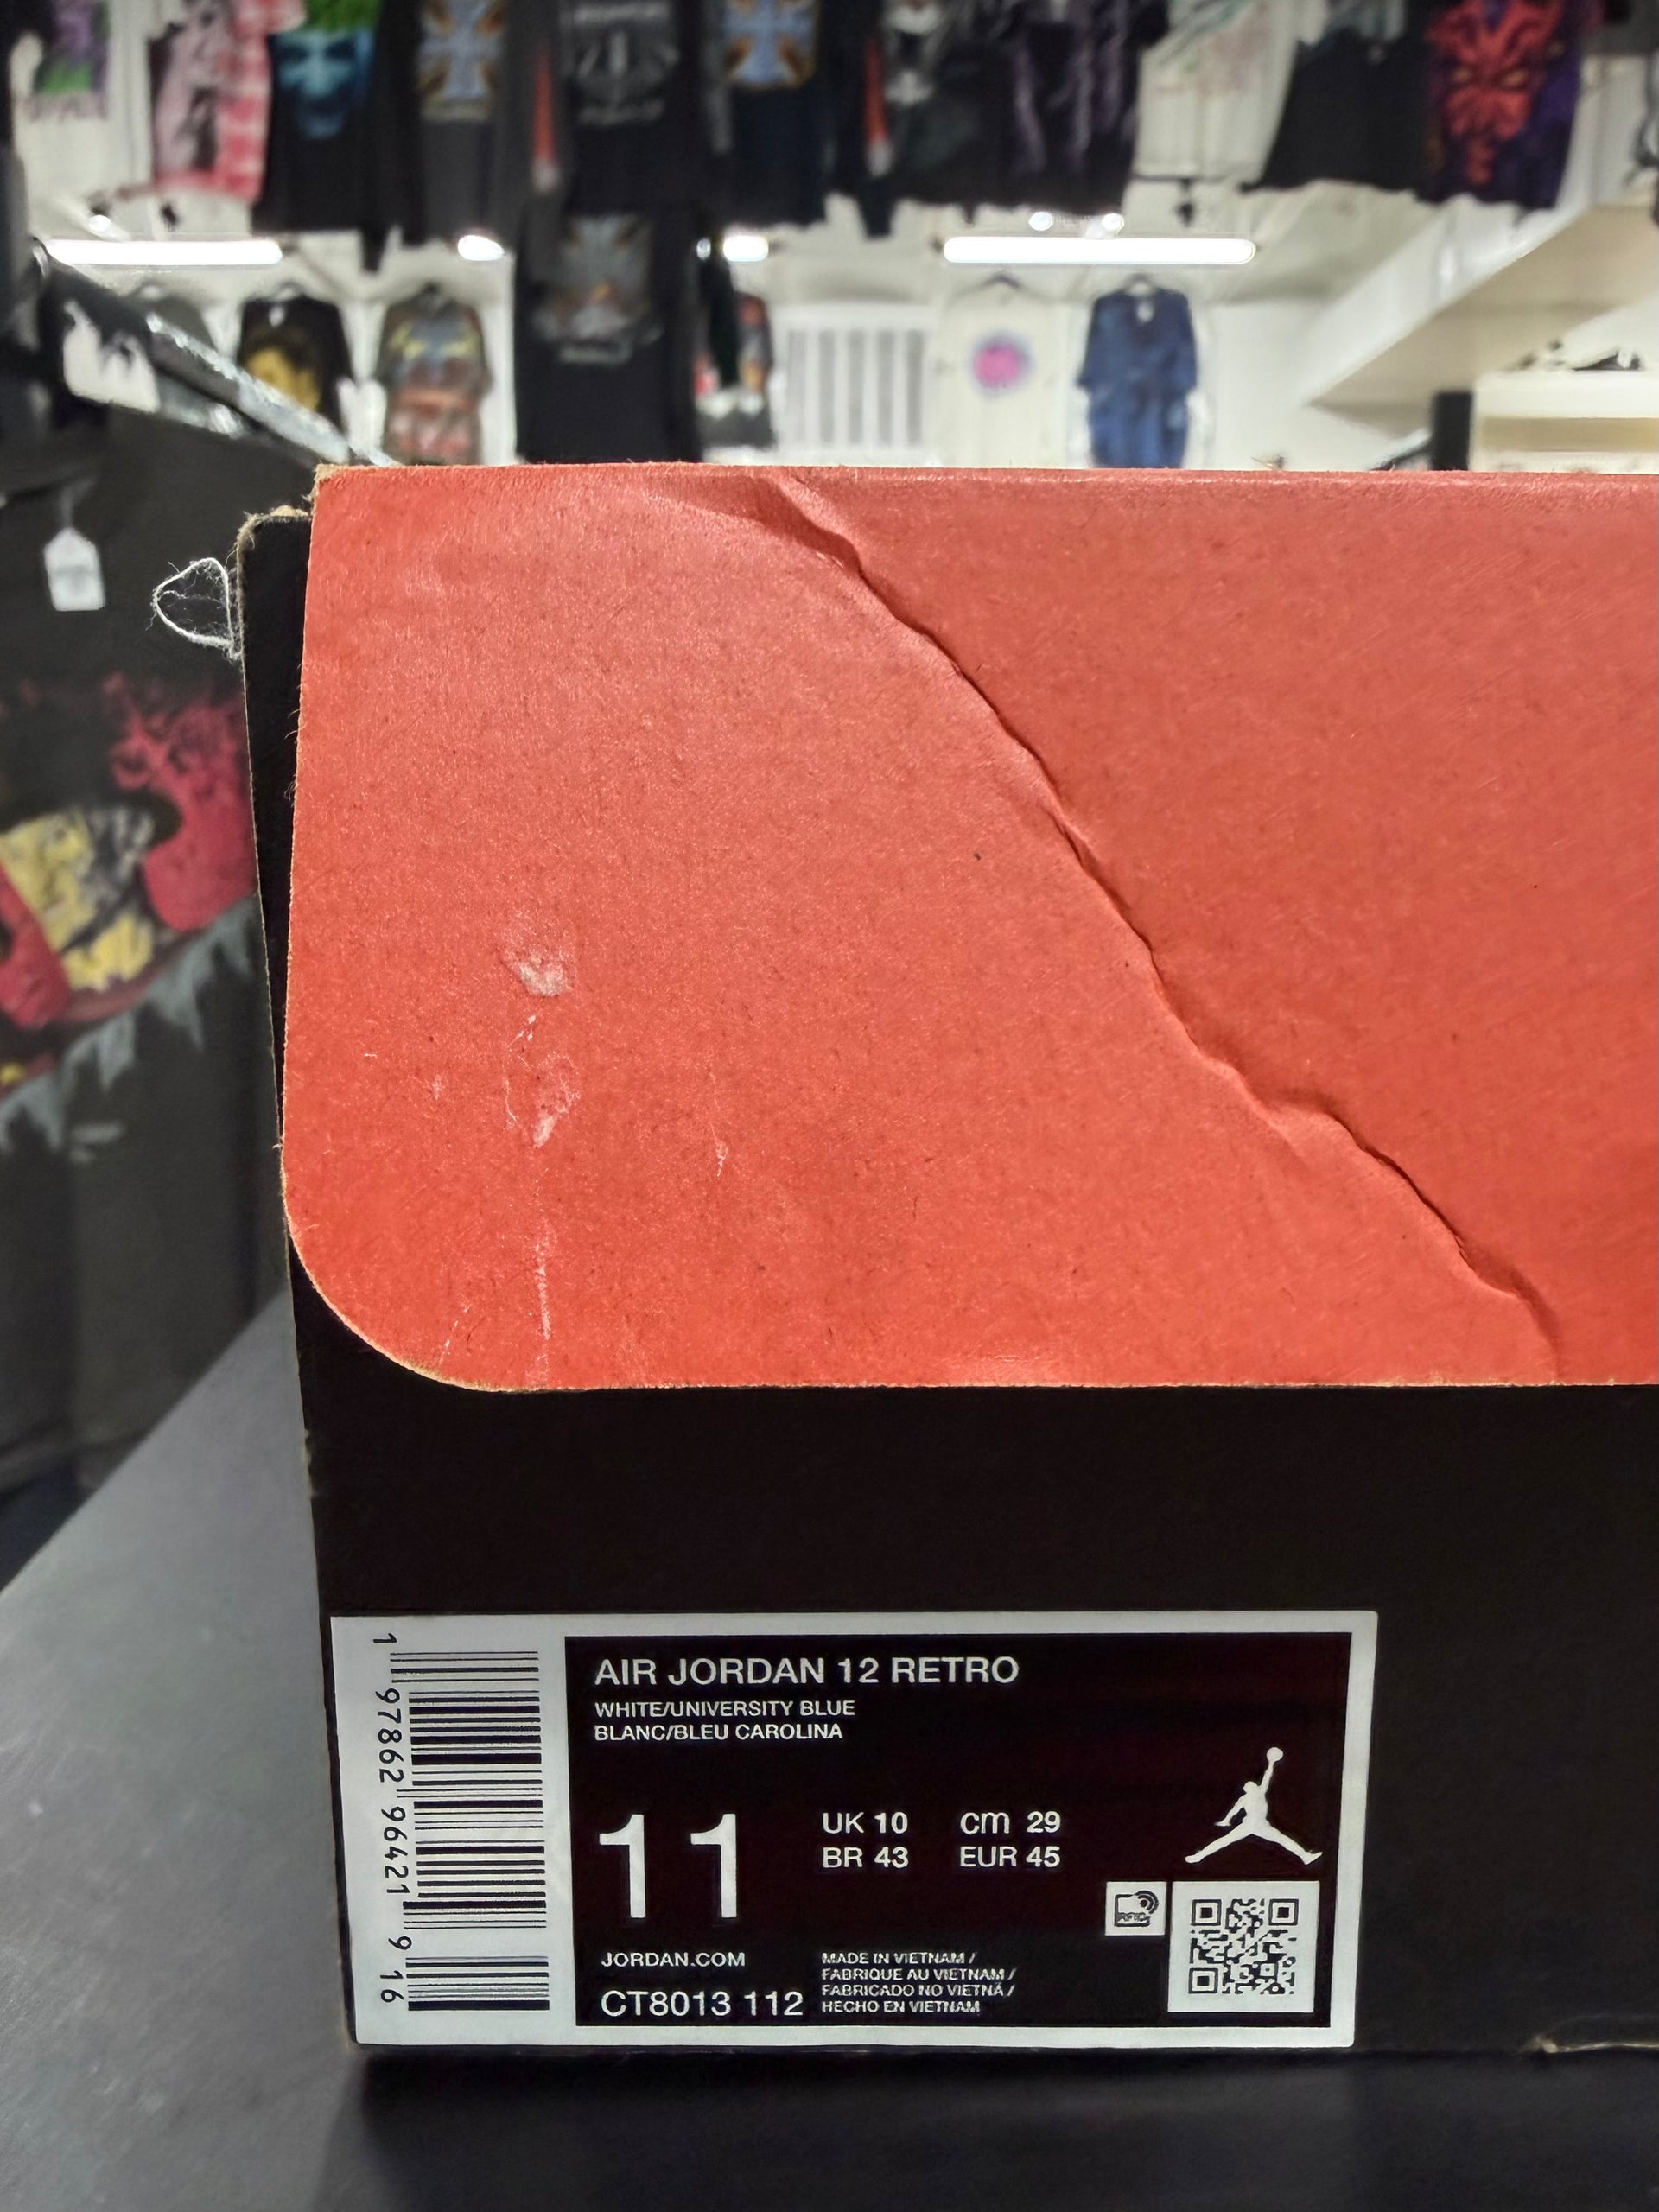 AIR JORDAN 12 RETRO
WHITE/UNIVERSITY BLUE
BLANC/BLEU CAROLINA
11
UK 10 cm 29
BR 43 EUR 45
JORDAN.COM
CT8013 112
MADE IN VIETNAM /
FABRIQUE AU VIETNAM /
FABRICADO NO VIETNÃ /
HECHO EN VIETNAM
RFID
1 97862 96421 9 16